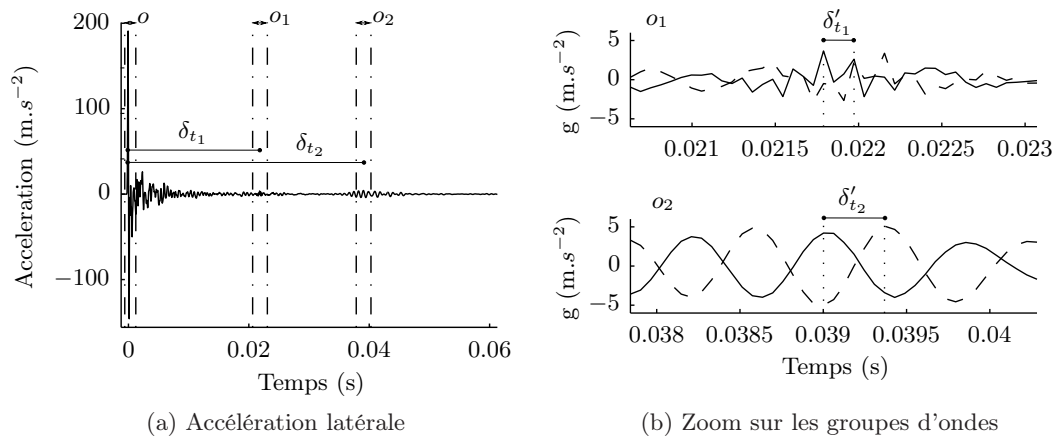 o o₁ o₂
200
100
0
−100
Acceleration (m.s⁻²)
δₜ₁
δₜ₂
0 0.02 0.04 0.06
Temps (s)
(a) Accélération latérale
o₁ δ′ₜ₁
5
0
−5
g (m.s⁻²)
0.021 0.0215 0.022 0.0225 0.023
o₂ δ′ₜ₂
5
0
−5
g (m.s⁻²)
0.038 0.0385 0.039 0.0395 0.04
Temps (s)
(b) Zoom sur les groupes d'ondes